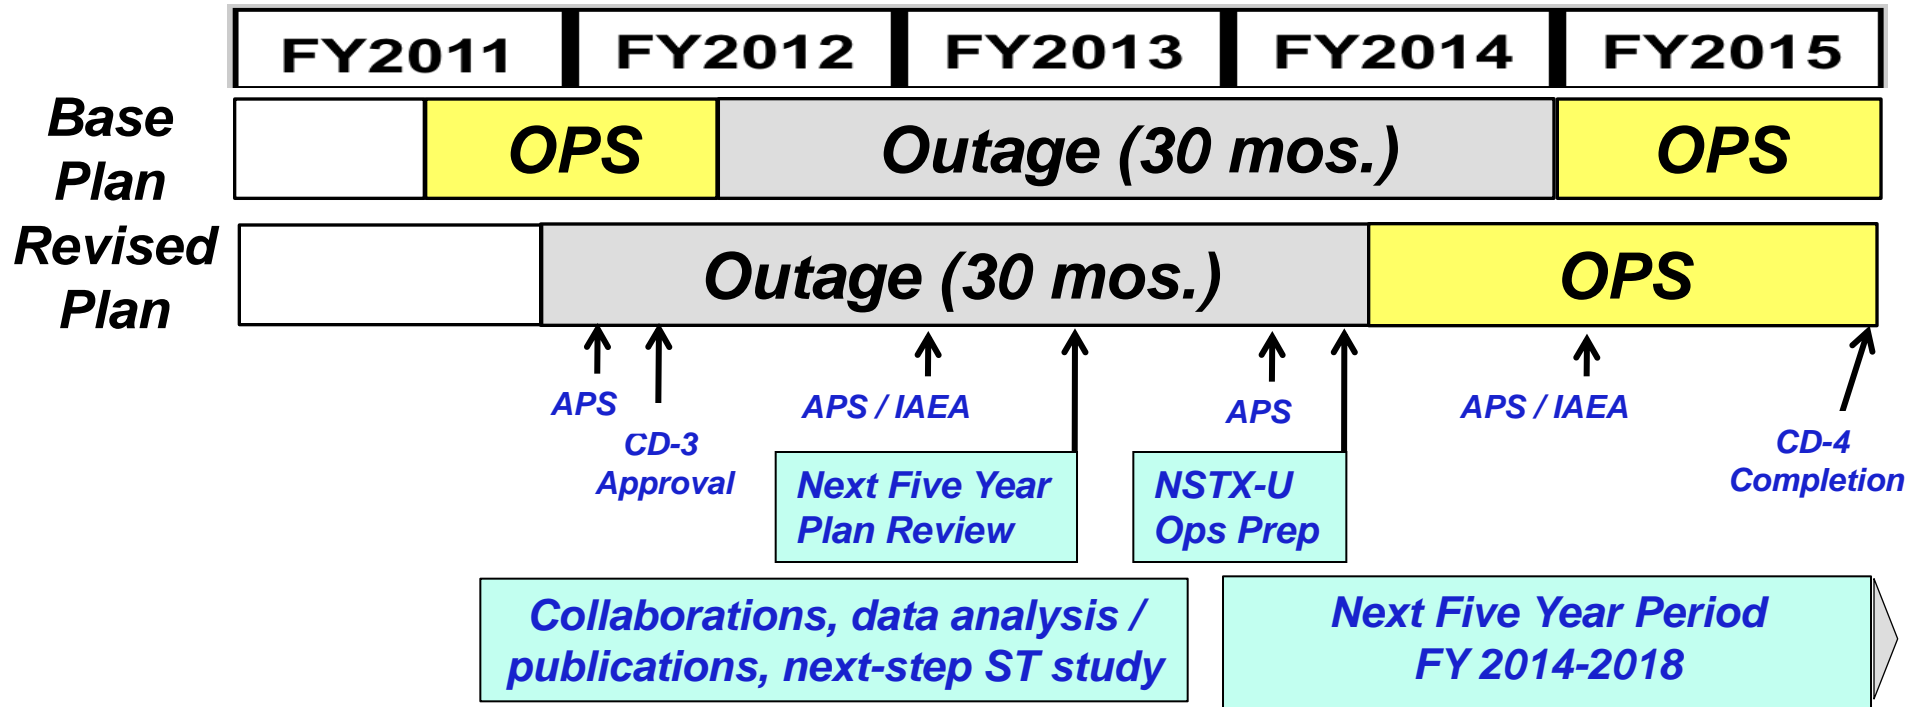 FY2011 FY2012 FY2013 FY2014 FY2015
Base
Plan
OPS Outage (30 mos.) OPS
Revised
Plan
Outage (30 mos.) OPS
APS
CD-3
Approval
APS / IAEA
APS
APS / IAEA
CD-4
Completion
Next Five Year
Plan Review
NSTX-U
Ops Prep
Collaborations, data analysis /
publications, next-step ST study
Next Five Year Period
FY 2014-2018